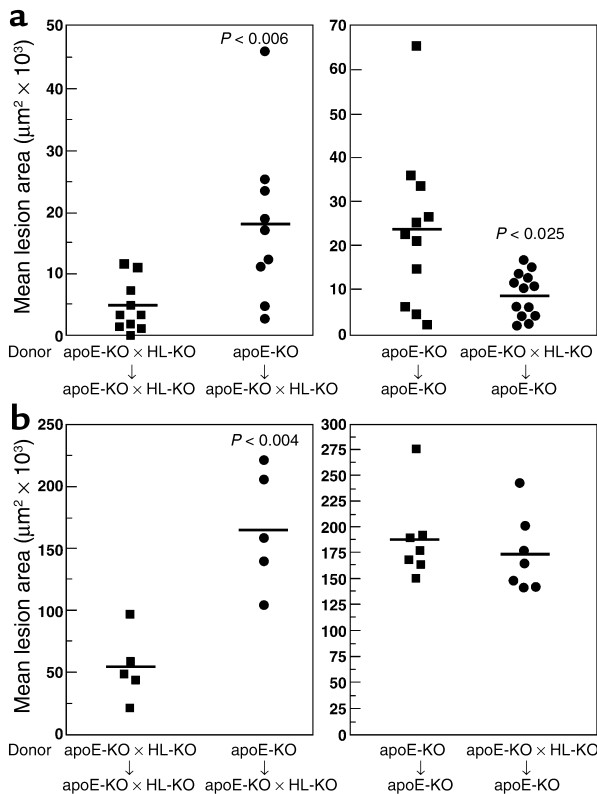 a
Mean lesion area (μm² × 10³)
50
40
30
20
10
0
P < 0.006
70
60
50
40
30
20
10
0
P < 0.025
Donor apoE-KO × HL-KO apoE-KO apoE-KO apoE-KO × HL-KO
↓ ↓ ↓ ↓
apoE-KO × HL-KO apoE-KO × HL-KO apoE-KO apoE-KO
b
Mean lesion area (μm² × 10³)
250
200
150
100
50
0
P < 0.004
300
275
250
225
200
175
150
125
100
75
50
25
0
Donor apoE-KO × HL-KO apoE-KO apoE-KO apoE-KO × HL-KO
↓ ↓ ↓ ↓
apoE-KO × HL-KO apoE-KO × HL-KO apoE-KO apoE-KO